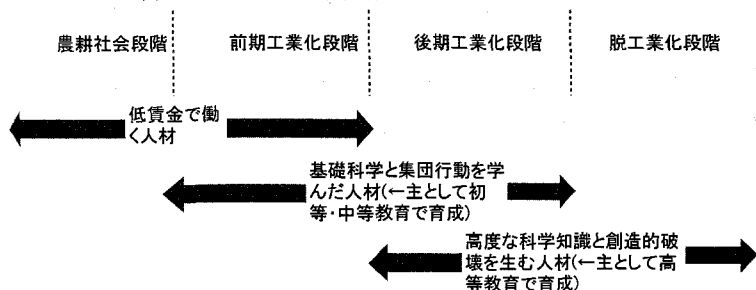 農耕社会段階
前期工業化段階
後期工業化段階
脱工業化段階
低賃金で働
く人材
基礎科学と集団行動を学
んだ人材(←主として初
等・中等教育で育成)
高度な科学知識と創造的破
壊を生む人材(←主として高
等教育で育成)